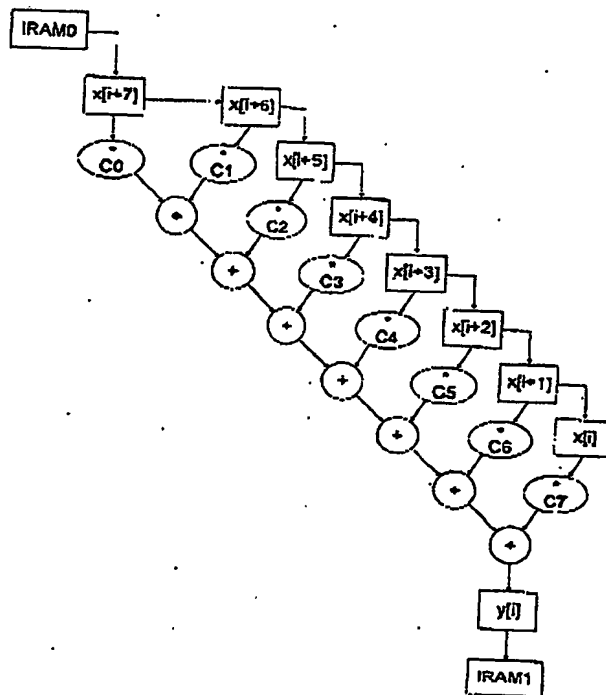 IRAM0
x[i+7]
x[i+6]
*
C0
*
C1
x[i+5]
*
C2
x[i+4]
+
*
C3
x[i+3]
+
*
C4
x[i+2]
+
*
C5
x[i+1]
+
*
C6
x[i]
+
*
C7
+
+
y[i]
IRAM1